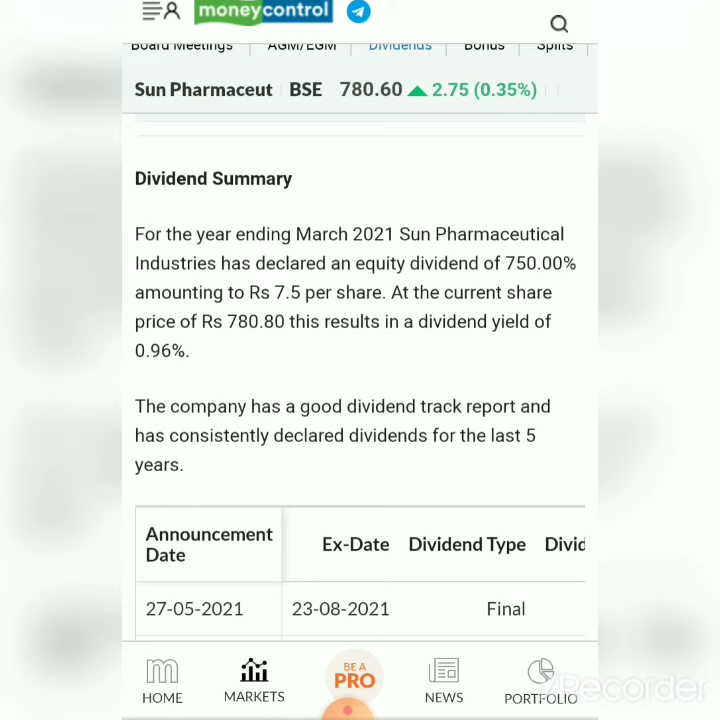 moneycontrol
Board Meetings AGM/EGM Dividends Bonus Splits
Sun Pharmaceut BSE 780.60 2.75 (0.35%)
Dividend Summary
For the year ending March 2021 Sun Pharmaceutical
Industries has declared an equity dividend of 750.00%
amounting to Rs 7.5 per share. At the current share
price of Rs 780.80 this results in a dividend yield of
0.96%.
The company has a good dividend track report and
has consistently declared dividends for the last 5
years.
Announcement
Date
Ex-Date Dividend Type Divid
27-05-2021 23-08-2021 Final
HOME MARKETS BE A
PRO NEWS PORTFOLIO
Recorder